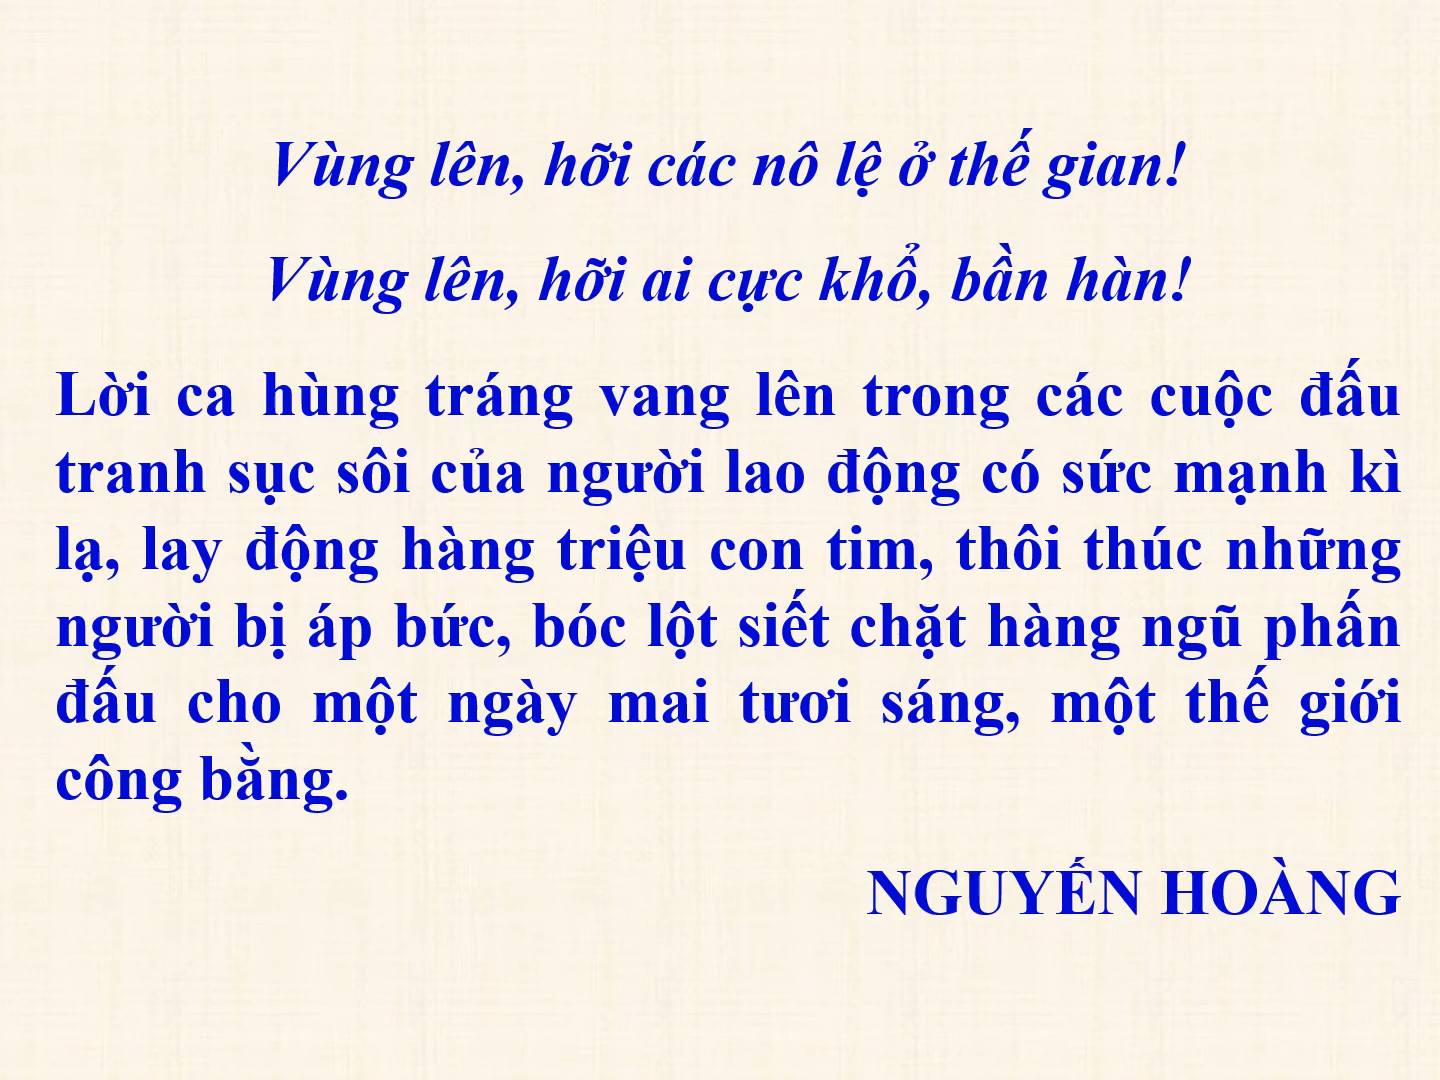 Vùng lên, hỡi các nô lệ ở thế gian!
Vùng lên, hỡi ai cực khổ, bần hàn!
Lời ca hùng tráng vang lên trong các cuộc đấu
tranh sục sôi của người lao động có sức mạnh kì
lạ, lay động hàng triệu con tim, thôi thúc những
người bị áp bức, bóc lột siết chặt hàng ngũ phấn
đấu cho một ngày mai tươi sáng, một thế giới
công bằng.
NGUYẾN HOÀNG